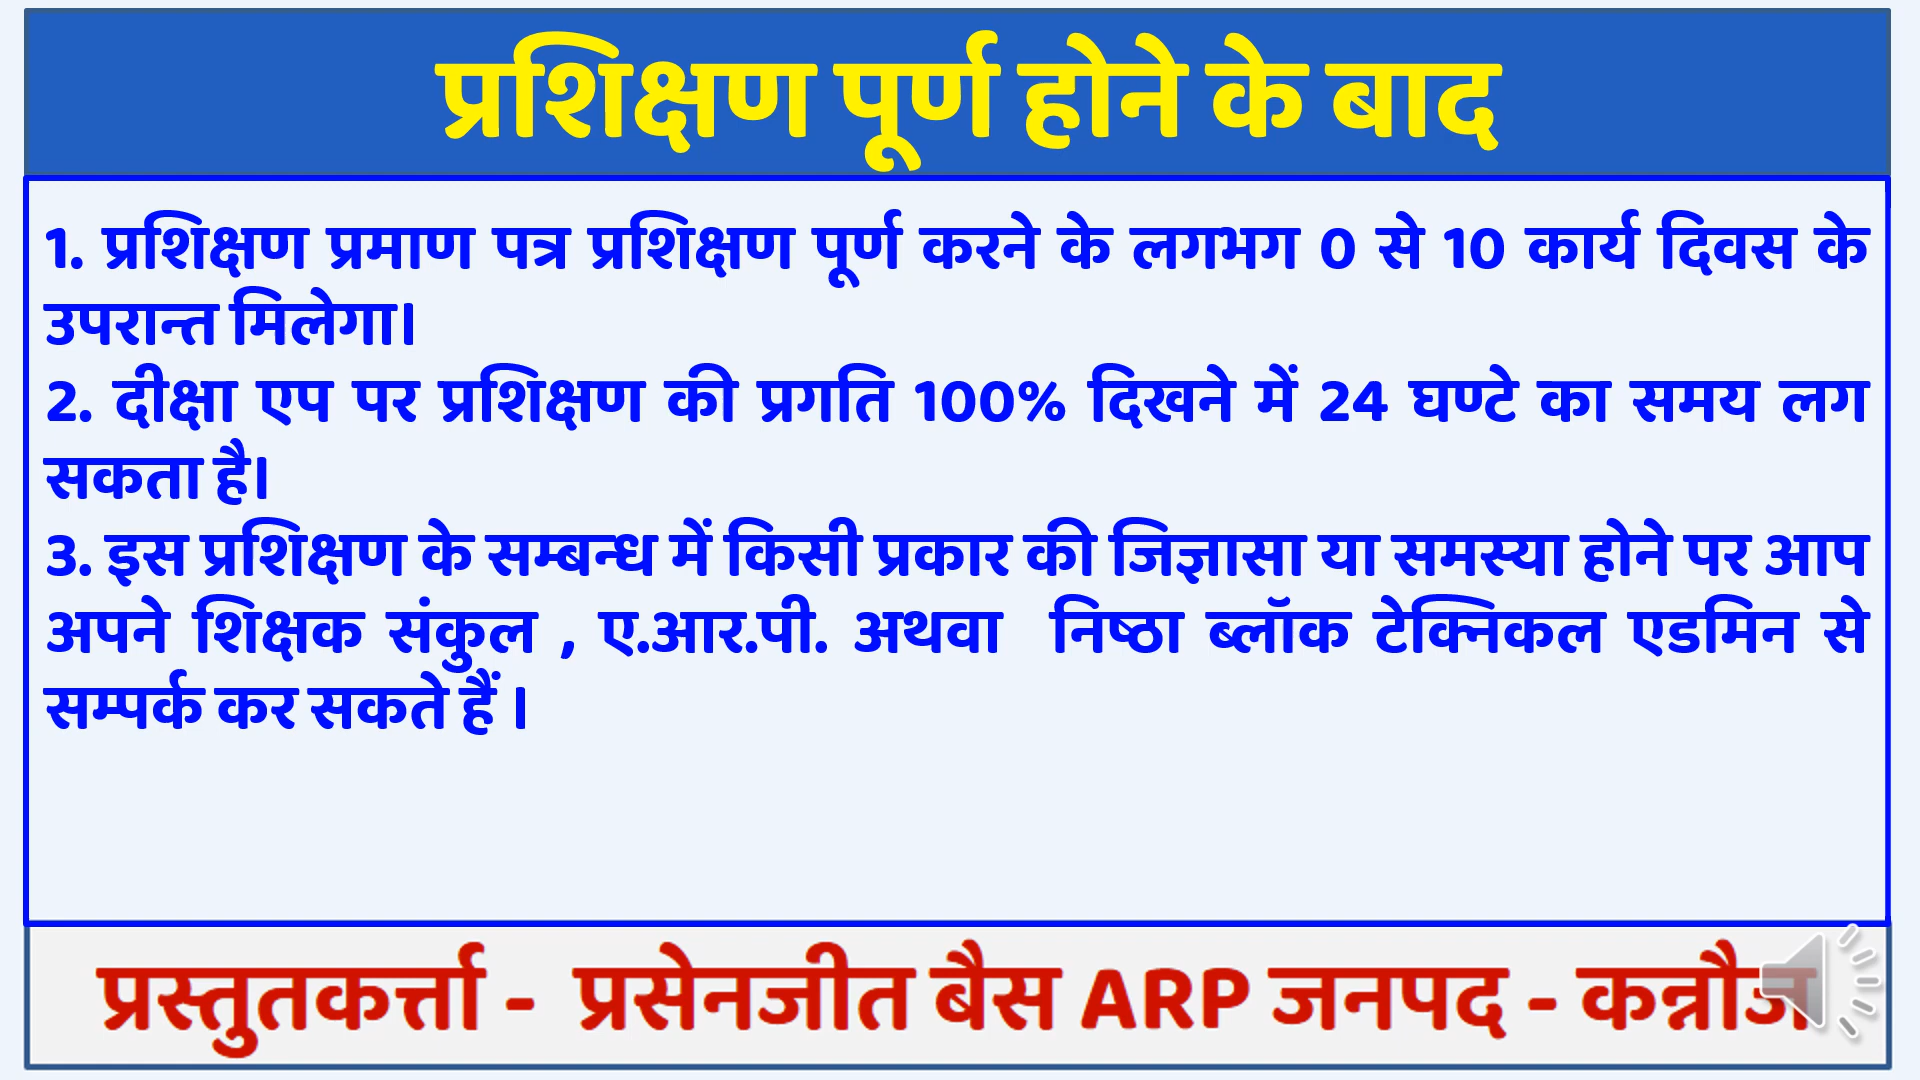 प्रशिक्षण पूर्ण होने के बाद
1. प्रशिक्षण प्रमाण पत्र प्रशिक्षण पूर्ण करने के लगभग 0 से 10 कार्य दिवस के
उपरान्त मिलेगा।
2. दीक्षा एप पर प्रशिक्षण की प्रगति 100% दिखने में 24 घण्टे का समय लग
सकता है।
3. इस प्रशिक्षण के सम्बन्ध में किसी प्रकार की जिज्ञासा या समस्या होने पर आप
अपने शिक्षक संकुल , ए.आर.पी. अथवा निष्ठा ब्लॉक टेक्निकल एडमिन से
सम्पर्क कर सकते हैं ।
प्रस्तुतकर्त्ता - प्रसेनजीत बैस ARP जनपद - कन्नौज